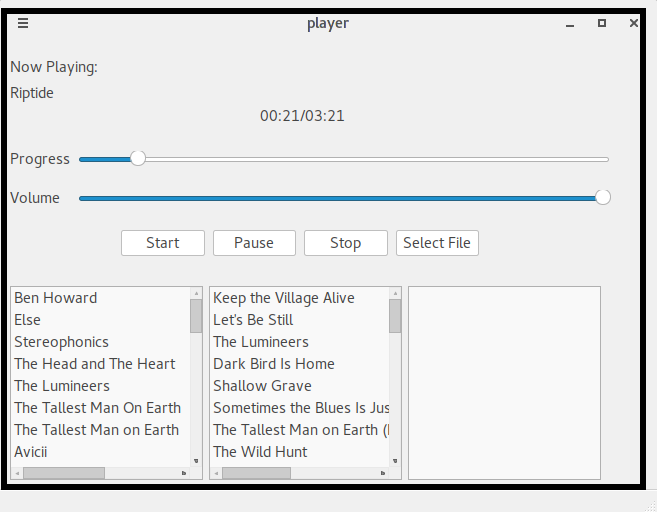 player
Now Playing:
Riptide
00:21/03:21
Progress
Volume
Start Pause Stop Select File
Ben Howard
Else
Stereophonics
The Head and The Heart
The Lumineers
The Tallest Man On Earth
The Tallest Man on Earth
Avicii
Keep the Village Alive
Let's Be Still
The Lumineers
Dark Bird Is Home
Shallow Grave
Sometimes the Blues Is Jus
The Tallest Man on Earth (
The Wild Hunt